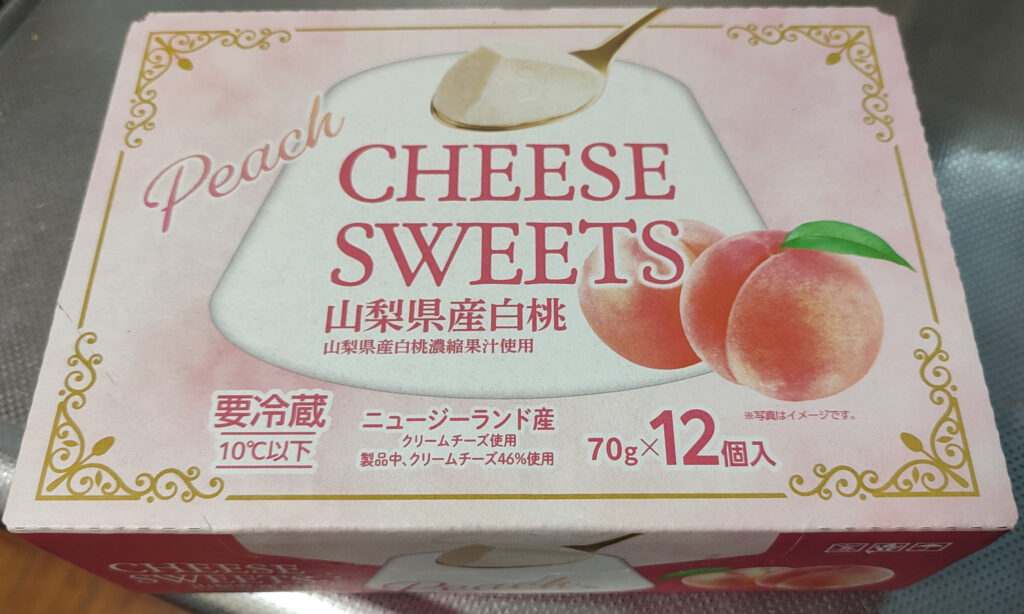 Peach
CHEESE
SWEETS
山梨県産白桃
山梨県産白桃濃縮果汁使用
要冷蔵
10℃以下
ニュージーランド産
クリームチーズ使用
製品中、クリームチーズ46%使用
70g×12個入
※写真はイメージです。
CHEESE
SWEETS
Peach